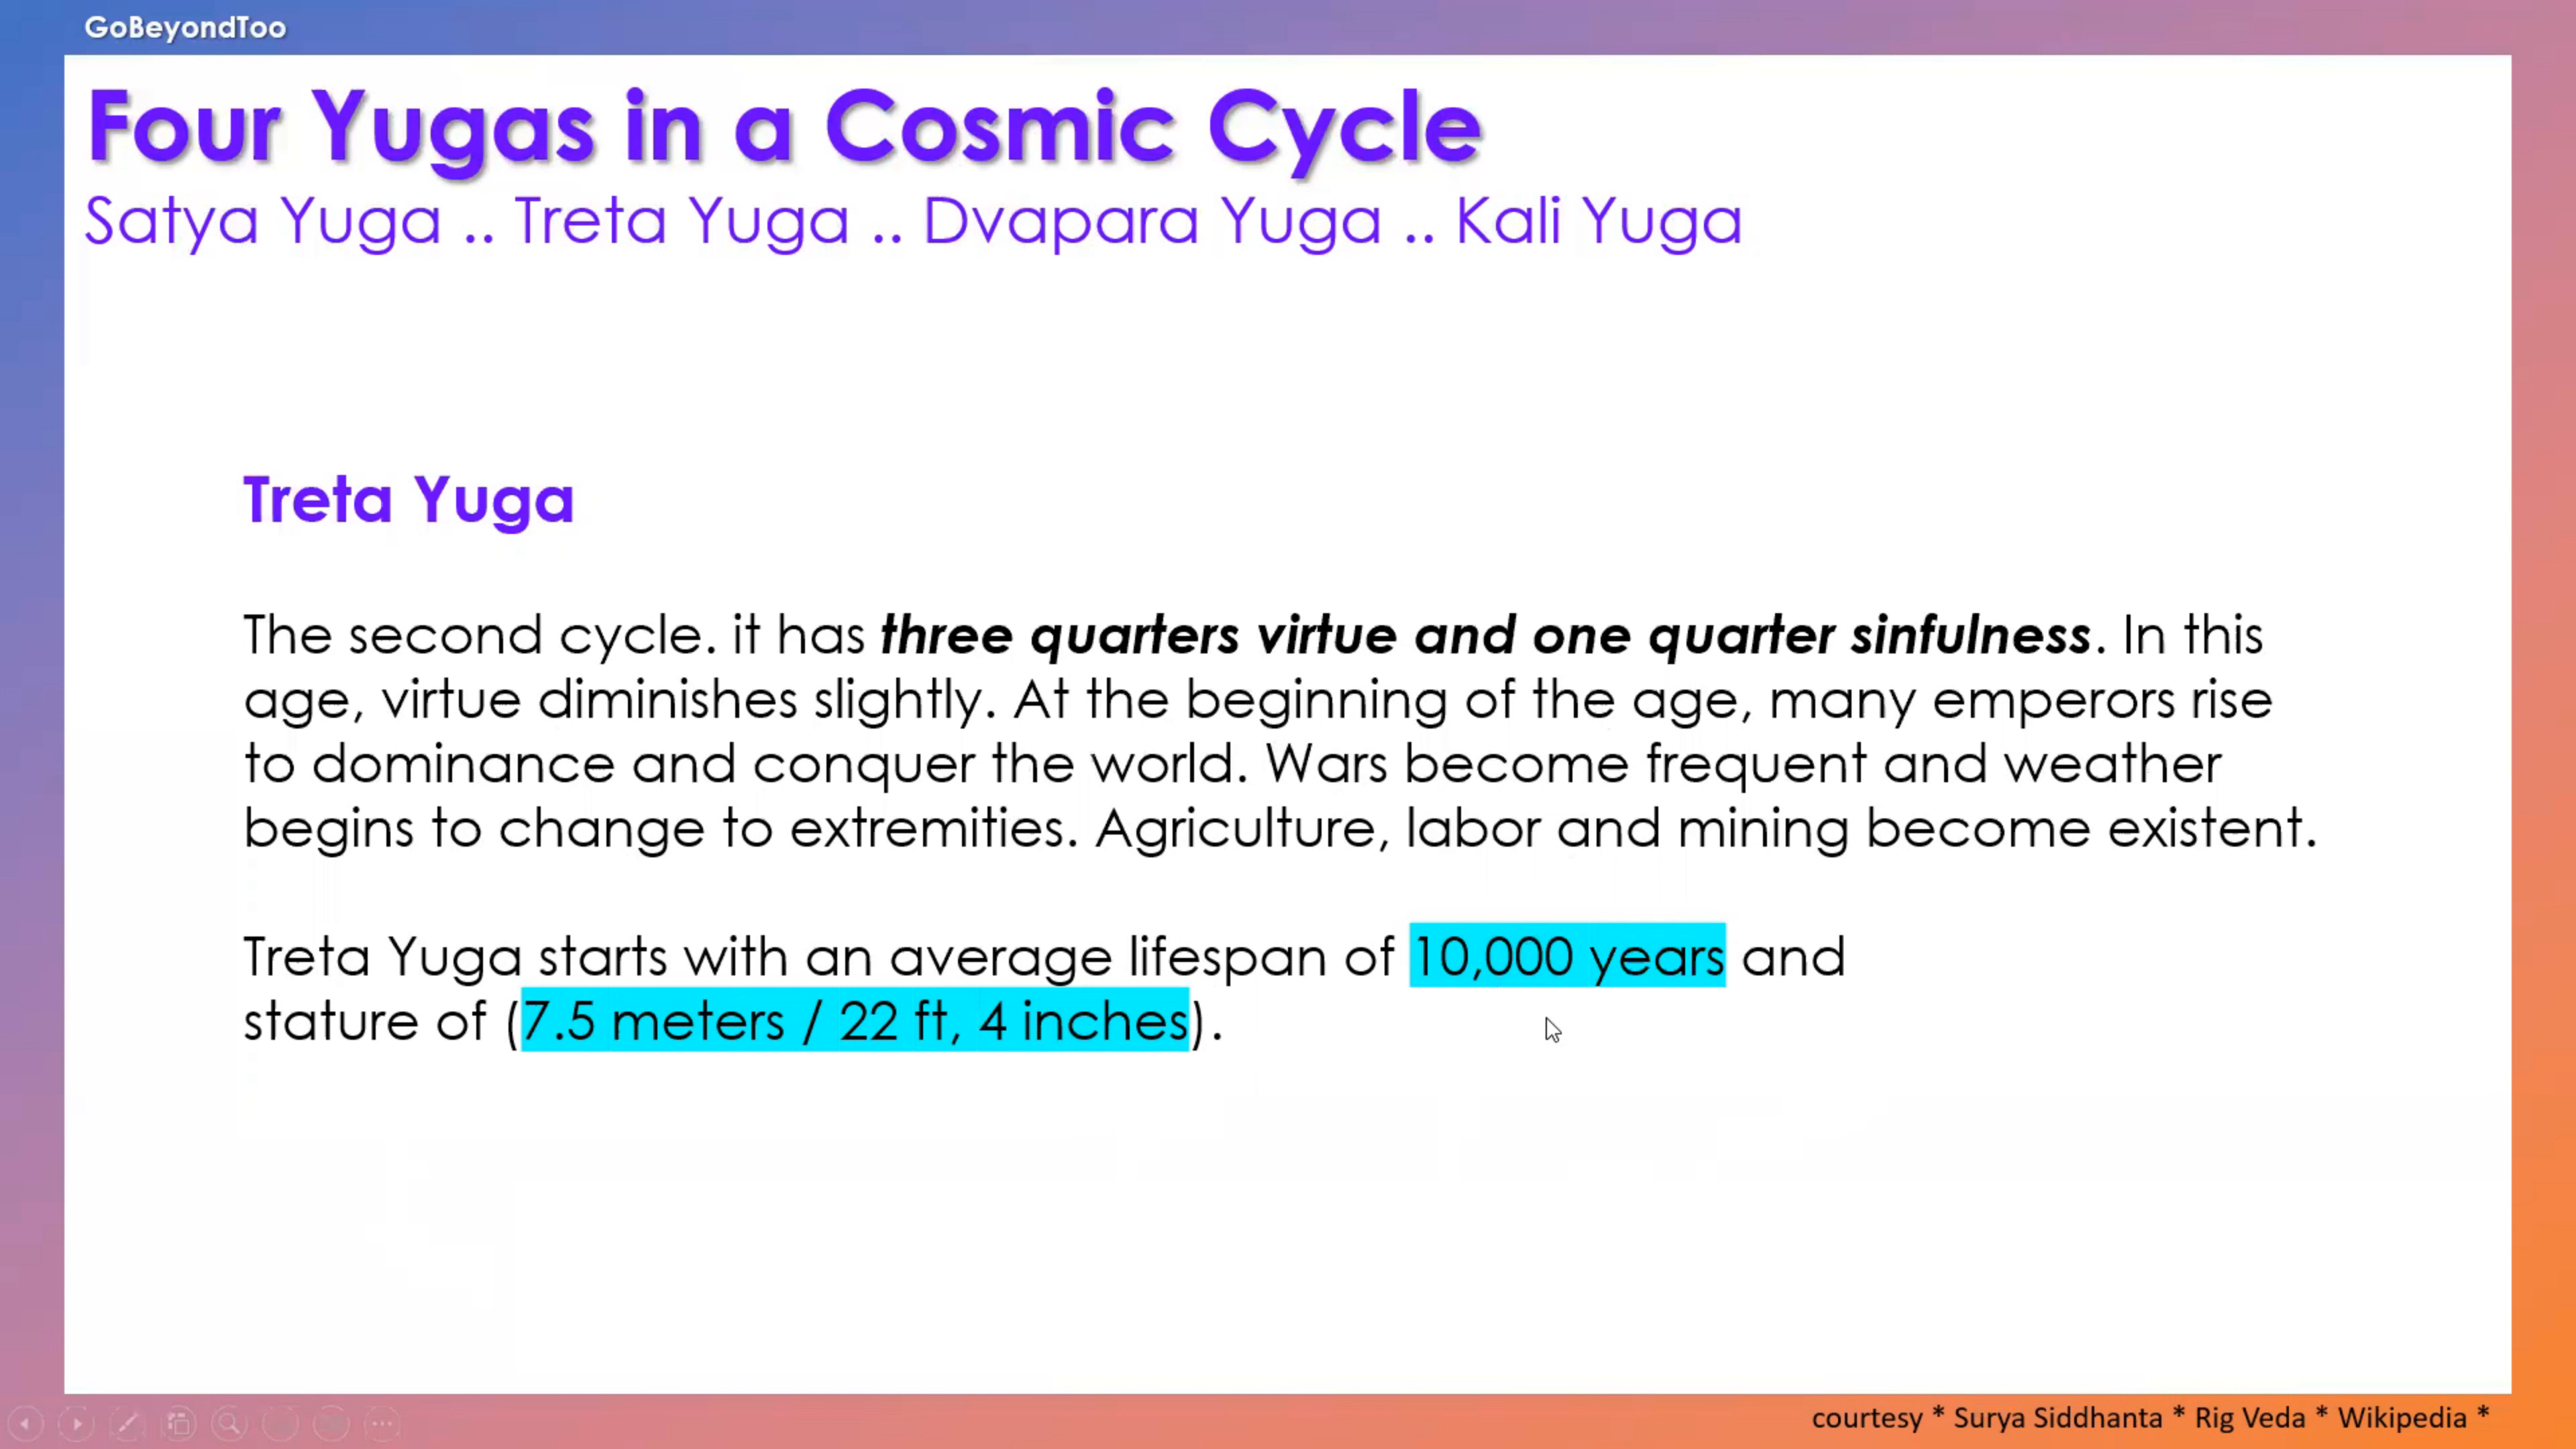 GoBeyondToo
Four Yugas in a Cosmic Cycle
Satya Yuga .. Treta Yuga .. Dvapara Yuga .. Kali Yuga
Treta Yuga
The second cycle. it has three quarters virtue and one quarter sinfulness. In this
age, virtue diminishes slightly. At the beginning of the age, many emperors rise
to dominance and conquer the world. Wars become frequent and weather
begins to change to extremities. Agriculture, labor and mining become existent.
Treta Yuga starts with an average lifespan of 10,000 years and
stature of (7.5 meters / 22 ft, 4 inches).
courtesy * Surya Siddhanta * Rig Veda * Wikipedia *